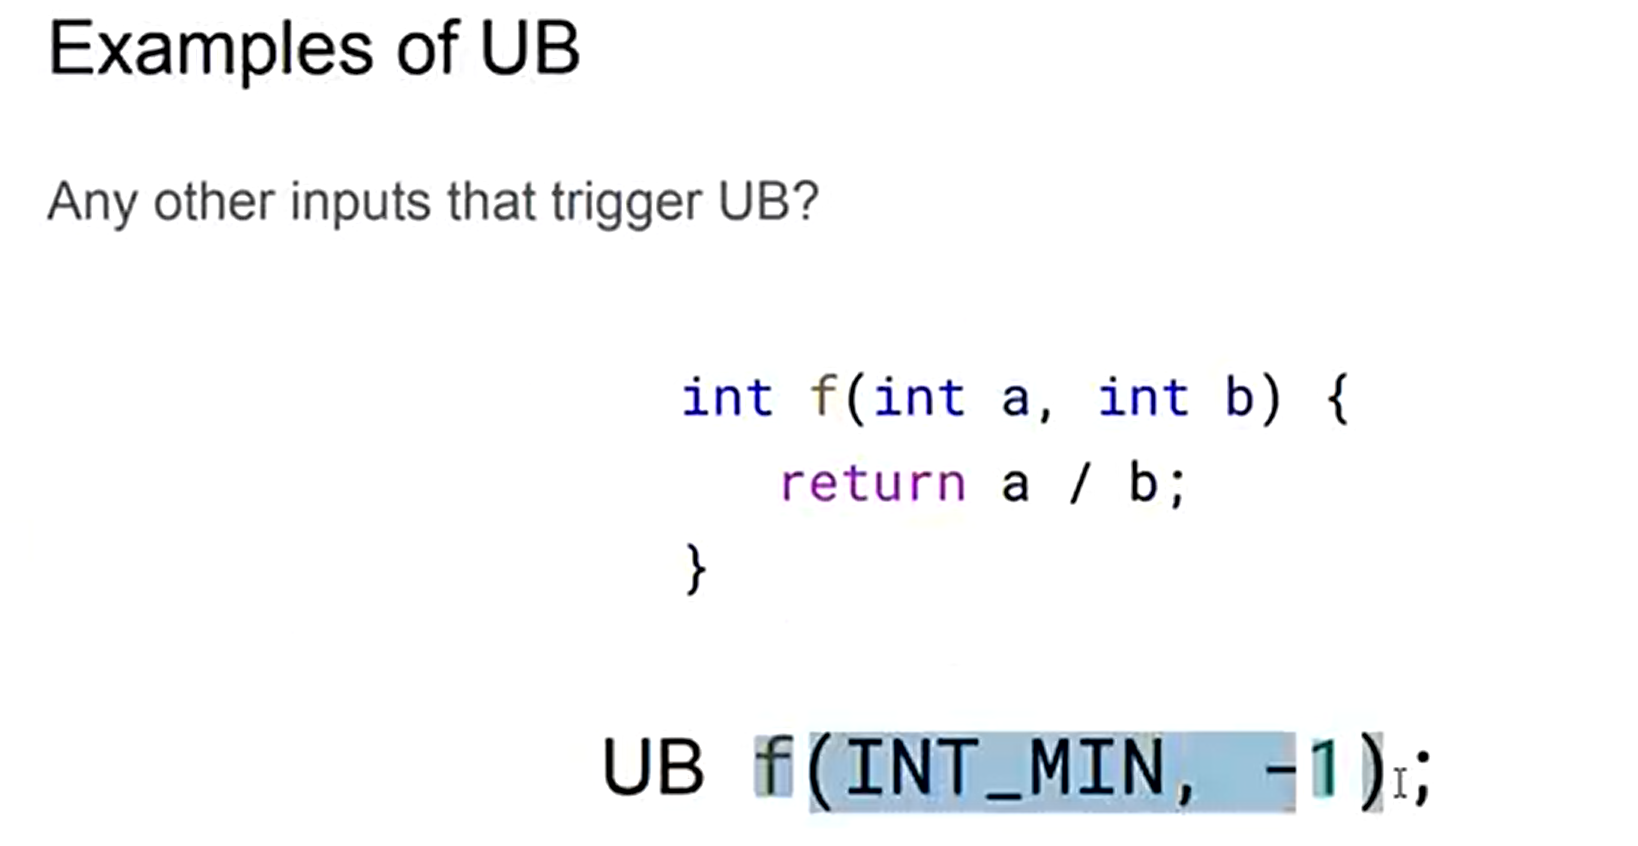 Examples of UB
Any other inputs that trigger UB?
int f(int a, int b) {
return a / b;
}
UB f(INT_MIN, -1);